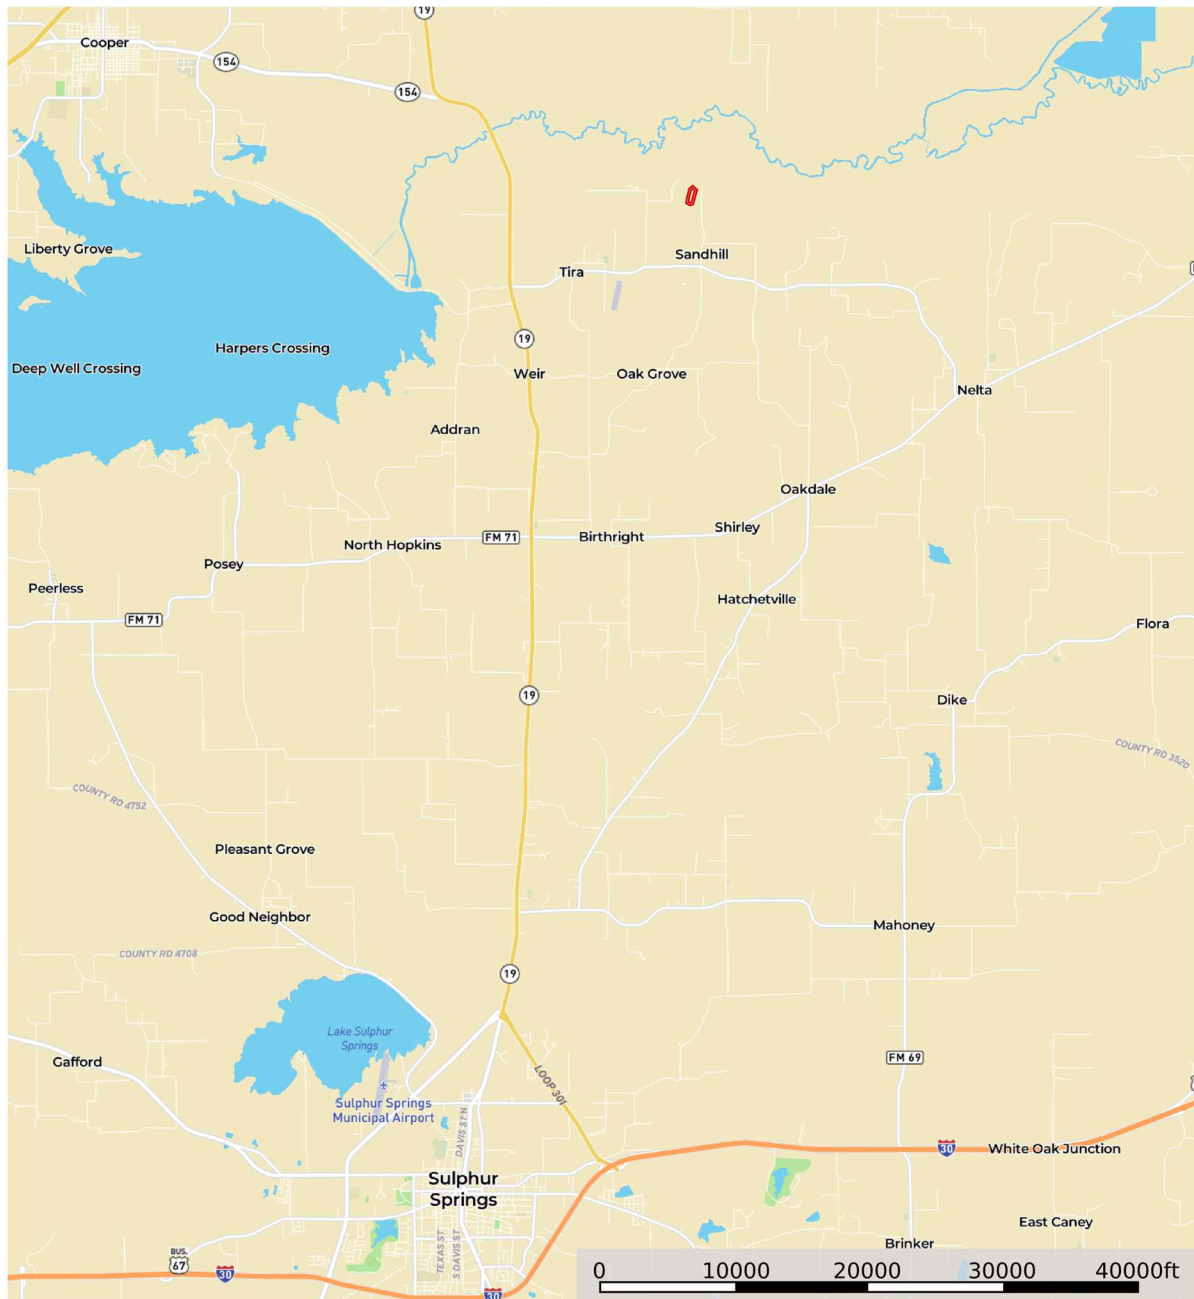 19
Cooper
154
154
Liberty Grove
Sandhill
Tira
19
Harpers Crossing
Deep Well Crossing
Weir
Oak Grove
Nelta
Addran
Oakdale
Shirley
FM 71
Birthright
North Hopkins
Posey
Peerless
Hatchetville
FM 71
Flora
19
Dike
COUNTY RD 3520
COUNTY RD 4752
Pleasant Grove
Good Neighbor
Mahoney
COUNTY RD 4708
19
Lake Sulphur
Springs
Gafford
FM 69
LOOP 301
Sulphur Springs
Municipal Airport
DAVIS ST N
30
White Oak Junction
Sulphur
Springs
East Caney
TEXAS ST
S DAVIS ST
Brinker
BUS.
67
30
30
0 10000 20000 30000 40000ft